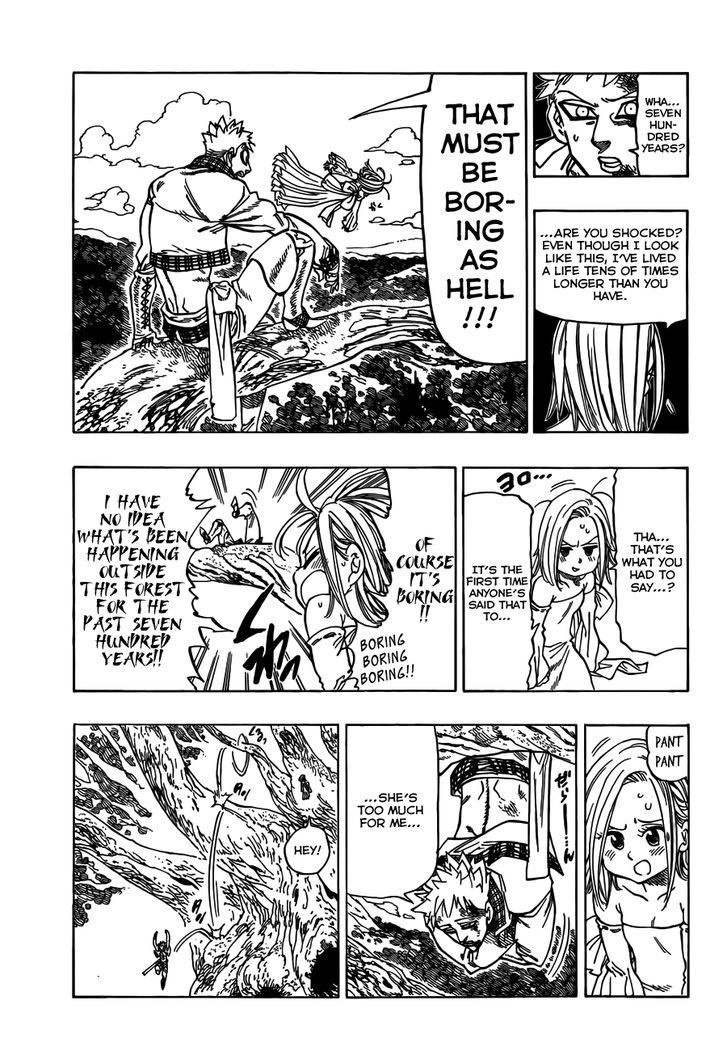 WHA...
SEVEN
HUN-
DRED
YEARS?
...ARE YOU SHOCKED?
EVEN THOUGH I LOOK
LIKE THIS, I'VE LIVED
A LIFE TENS OF TIMES
LONGER THAN YOU
HAVE.
THAT
MUST
BE
BOR-
ING
AS
HELL
!!!
THA...
THAT'S
WHAT YOU
HAD TO
SAY...?
IT'S THE
FIRST TIME
ANYONE'S
SAID THAT
TO...
OF
COURSE
IT'S
BORING
!!
BORING
BORING
BORING!!
I HAVE
NO IDEA
WHAT'S BEEN
HAPPENING
OUTSIDE
THIS FOREST
FOR THE
PAST SEVEN
HUNDRED
YEARS!!
PANT
PANT
...SHE'S
TOO MUCH
FOR ME...
HEY!